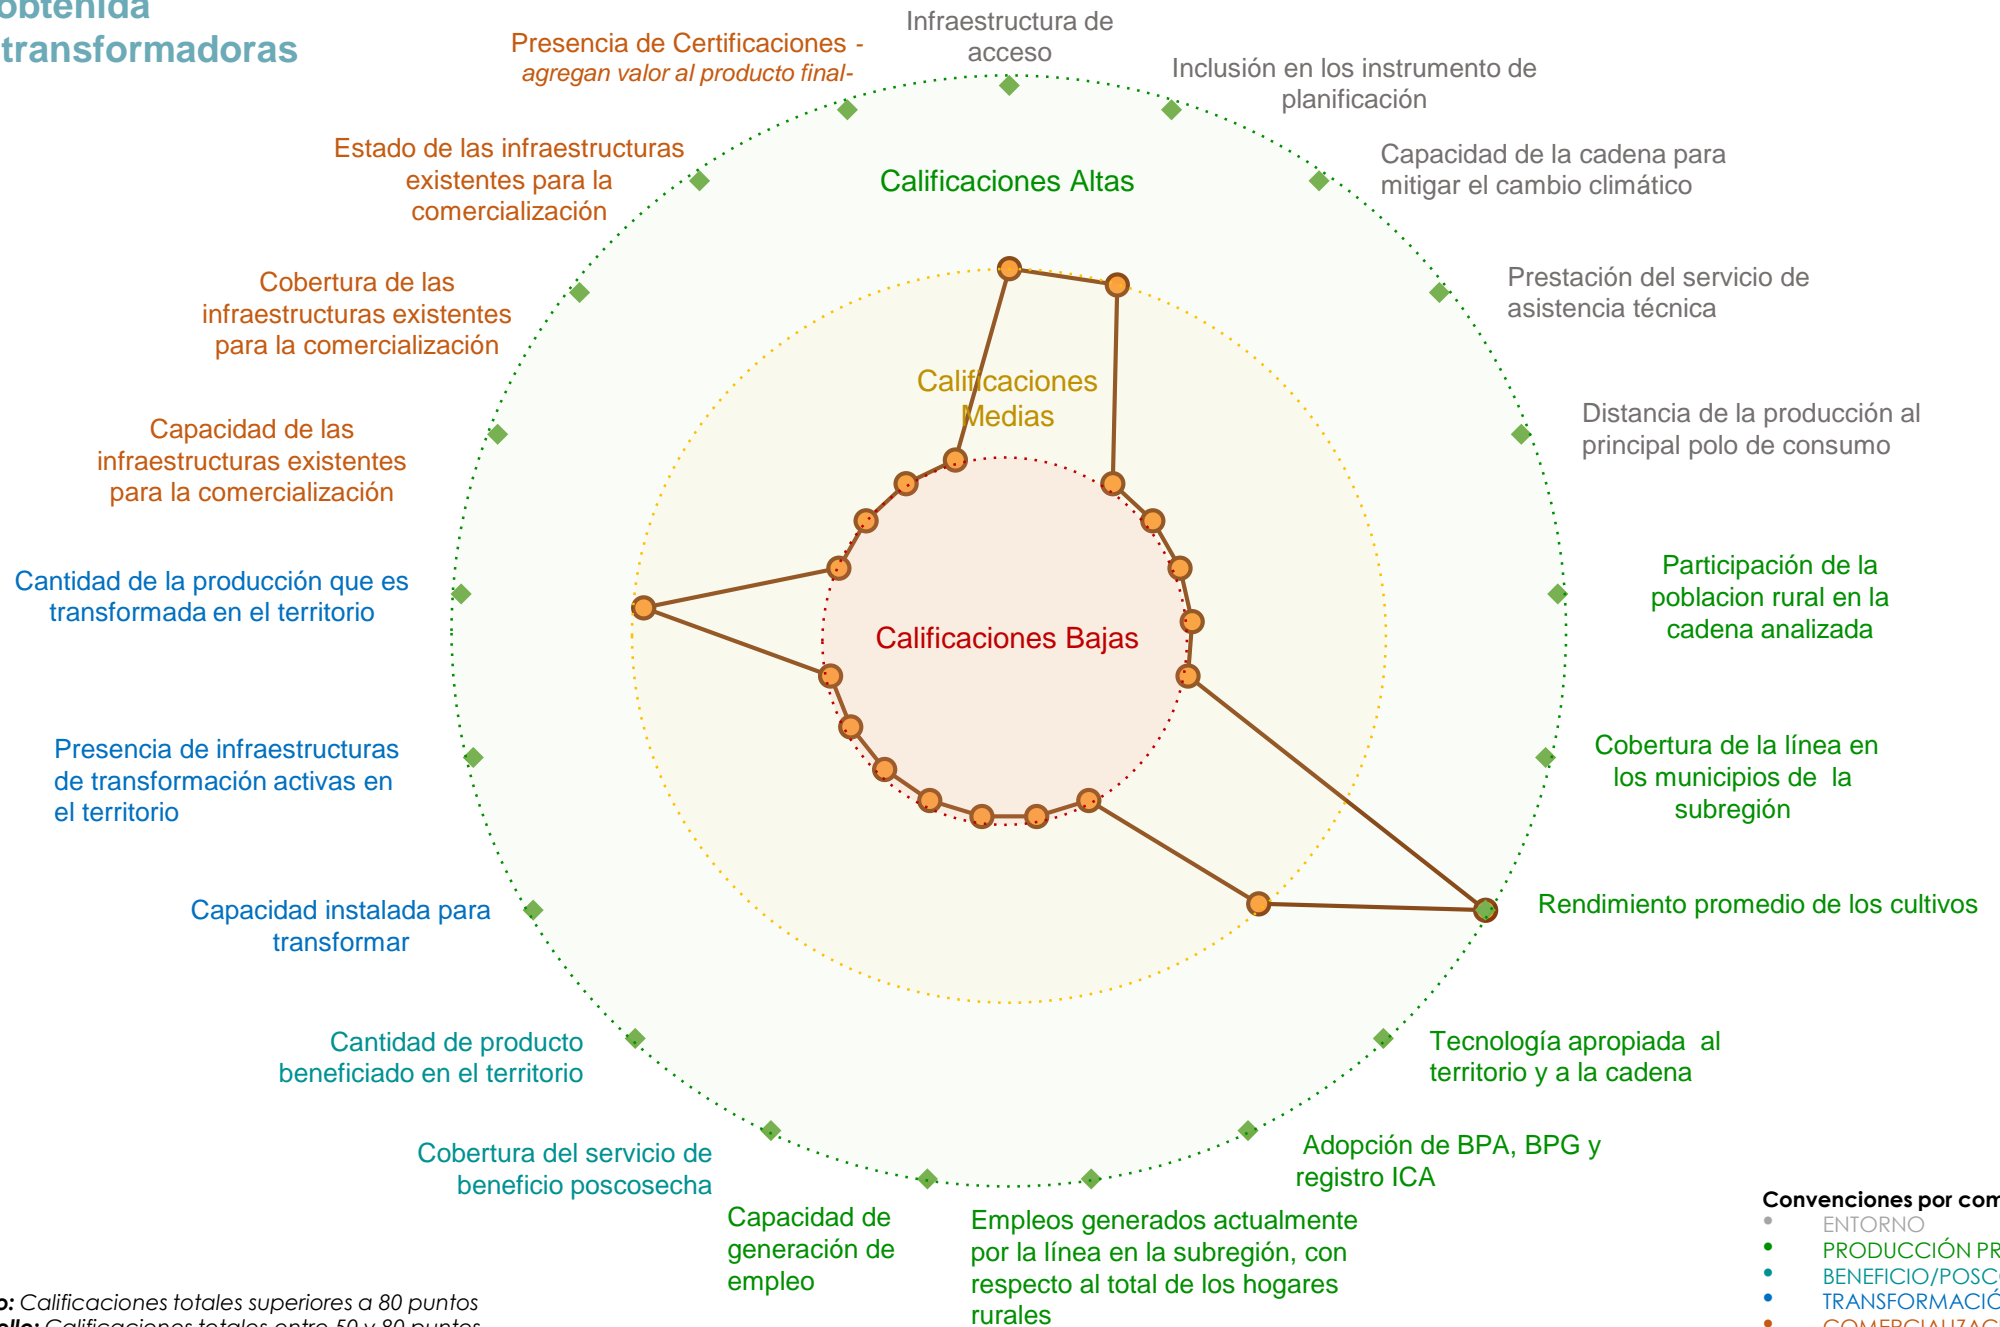 obtenida
transformadoras
Infraestructura de
acceso
Presencia de Certificaciones -
agregan valor al producto final-
Inclusión en los instrumento de
planificación
Estado de las infraestructuras
existentes para la
comercialización
Capacidad de la cadena para
mitigar el cambio climático
Calificaciones Altas
Cobertura de las
infraestructuras existentes
para la comercialización
Prestación del servicio de
asistencia técnica
Calificaciones
Medias
Capacidad de las
infraestructuras existentes
para la comercialización
Distancia de la producción al
principal polo de consumo
Cantidad de la producción que es
transformada en el territorio
Participación de la
poblacion rural en la
cadena analizada
Calificaciones Bajas
Presencia de infraestructuras
de transformación activas en
el territorio
Cobertura de la línea en
los municipios de la
subregión
Capacidad instalada para
transformar
Rendimiento promedio de los cultivos
Cantidad de producto
beneficiado en el territorio
Tecnología apropiada al
territorio y a la cadena
Cobertura del servicio de
beneficio poscosecha
Adopción de BPA, BPG y
registro ICA
Capacidad de
generación de
empleo
Empleos generados actualmente
por la línea en la subregión, con
respecto al total de los hogares
rurales
Convenciones por com
• ENTORNO
• PRODUCCIÓN PR
• BENEFICIO/POSC
• TRANSFORMACIÓ
• COMERCIALIZACI
o: Calificaciones totales superiores a 80 puntos
ollo: Calificaciones totales entre 50 y 80 puntos